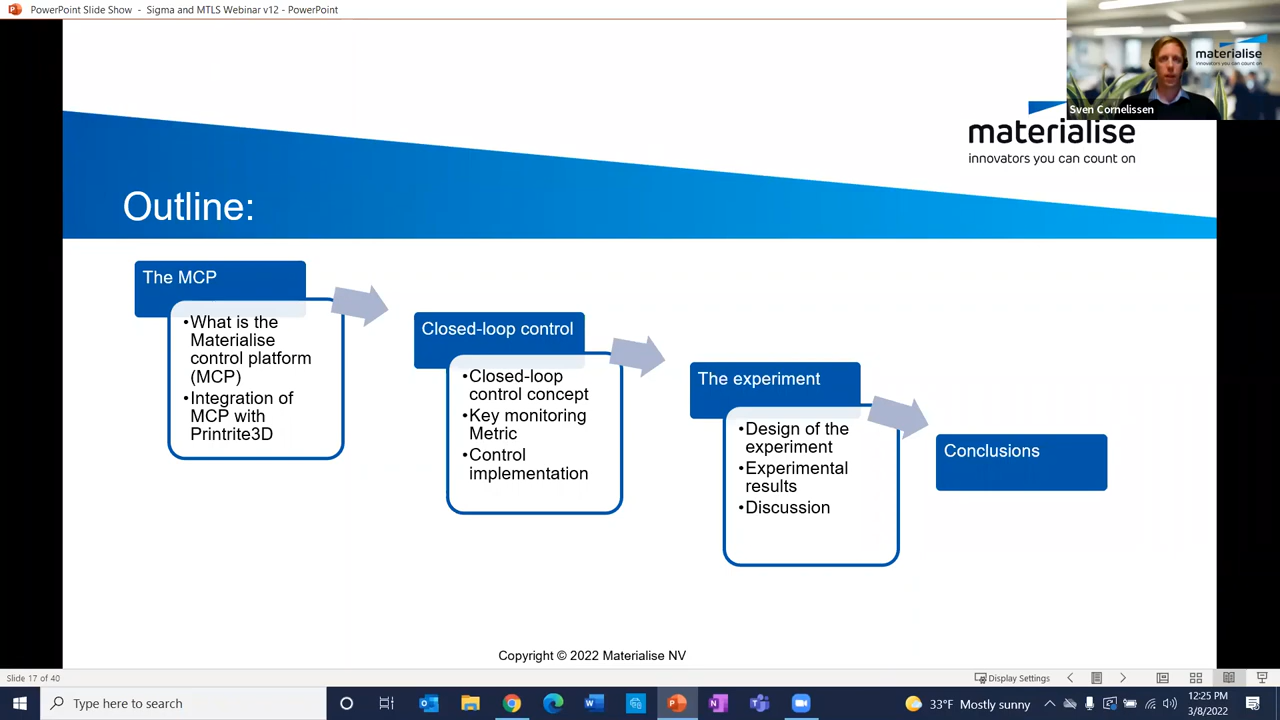 PowerPoint Slide Show - Sigma and MTLS Webinar v12 - PowerPoint
materialise
innovators you can count on
Sven Cornelissen
materialise
innovators you can count on
Outline:
The MCP
•What is the
Materialise
control platform
(MCP)
•Integration of
MCP with
Printrite3D
Closed-loop control
•Closed-loop
control concept
•Key monitoring
Metric
•Control
implementation
The experiment
•Design of the
experiment
•Experimental
results
•Discussion
Conclusions
Copyright © 2022 Materialise NV
Slide 17 of 40
Display Settings
Type here to search
33°F Mostly sunny
12:25 PM
3/8/2022